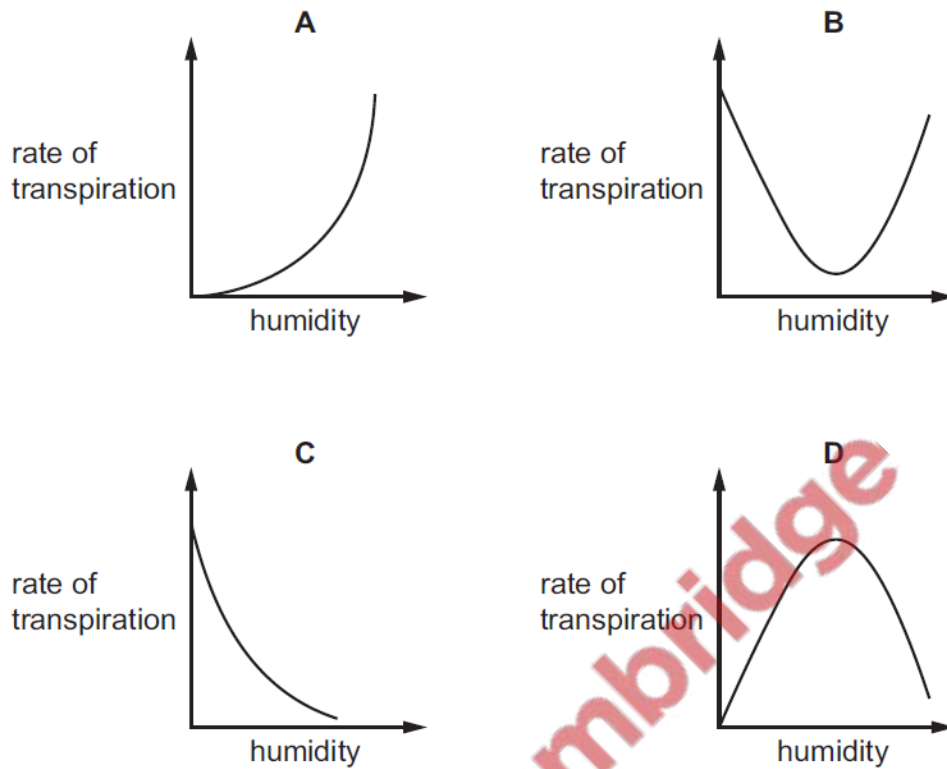 A
rate of
transpiration
humidity
B
rate of
transpiration
humidity
C
rate of
transpiration
humidity
D
rate of
transpiration
humidity
mbridge